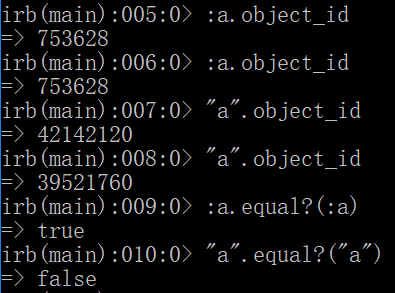 irb(main):005:0> :a.object_id
=> 753628
irb(main):006:0> :a.object_id
=> 753628
irb(main):007:0> "a".object_id
=> 42142120
irb(main):008:0> "a".object_id
=> 39521760
irb(main):009:0> :a.equal?(:a)
=> true
irb(main):010:0> "a".equal?("a")
=> false